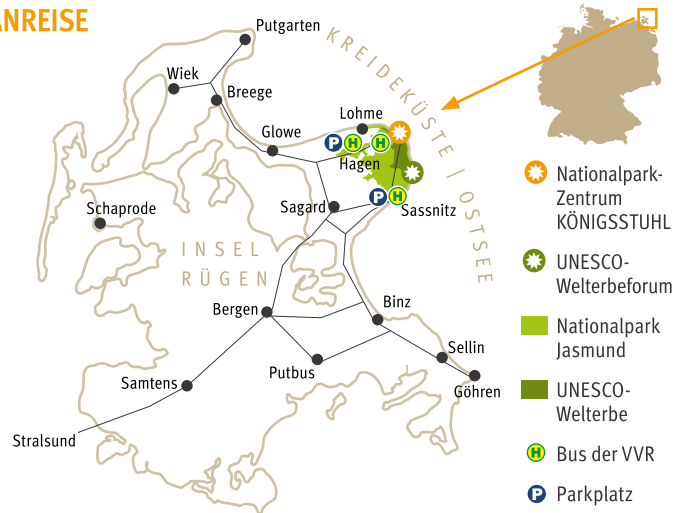 ANREISE
Putgarten
Wiek
Breege
Lohme
Glowe
P
H
H
Hagen
Schaprode
Sagard
P
H
Sassnitz
KREIDEKÜSTE | OSTSEE
INSEL
RÜGEN
Bergen
Binz
Sellin
Putbus
Samtens
Göhren
Stralsund
Nationalpark-
Zentrum
KÖNIGSSTUHL
UNESCO-
Welterbeforum
Nationalpark
Jasmund
UNESCO-
Welterbe
H
Bus der VVR
P
Parkplatz